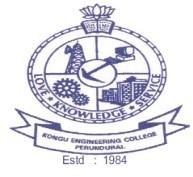 LOVE ★ KNOWLEDGE ★ SERVICE
KONGU ENGINEERING COLLEGE
PERUNDURAI
Estd : 1984